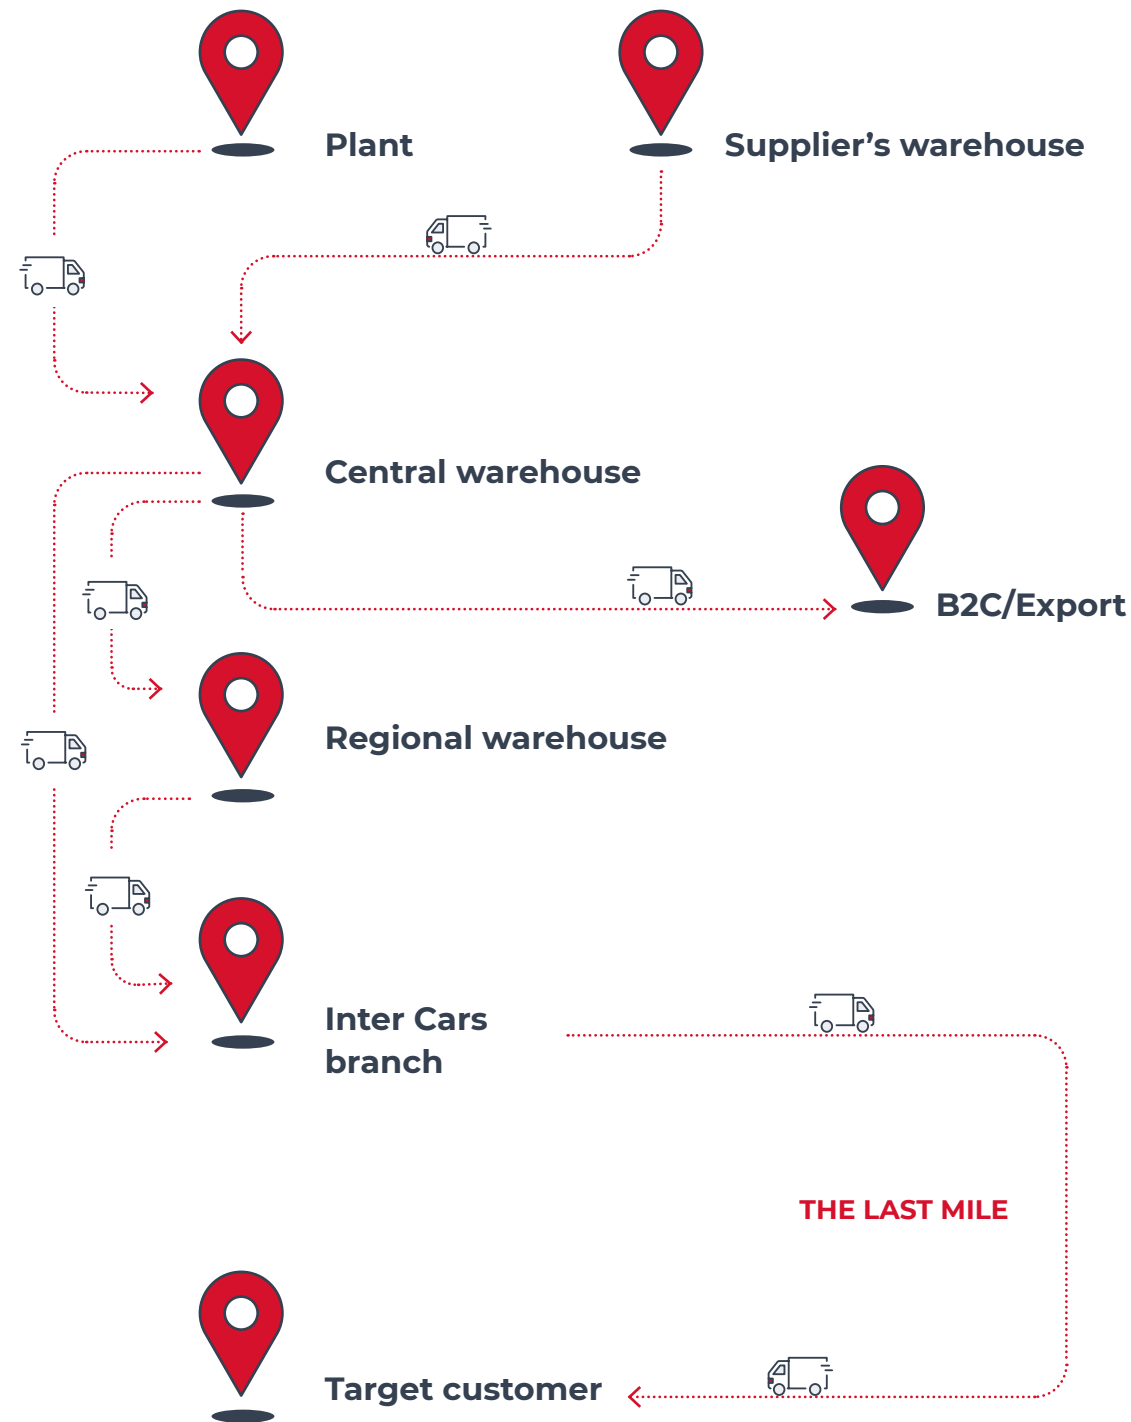 Plant
Supplier’s warehouse
Central warehouse
B2C/Export
Regional warehouse
Inter Cars
branch
THE LAST MILE
Target customer